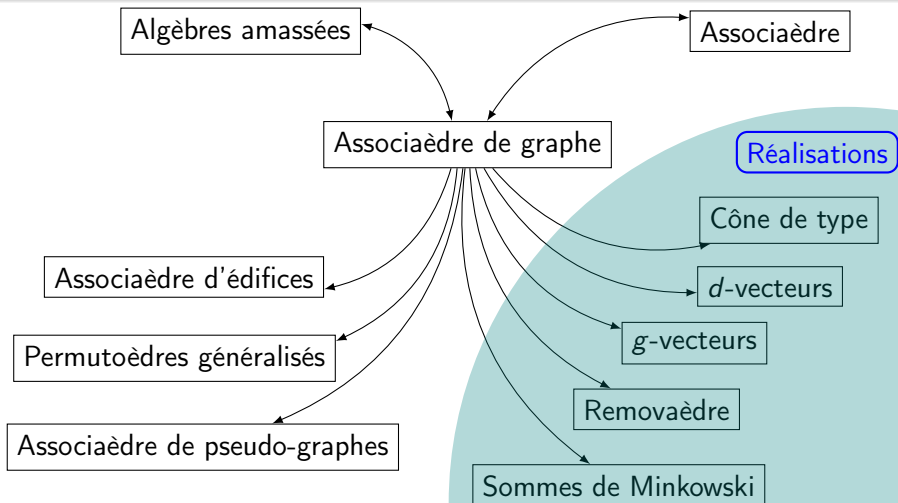 Algèbres amassées
Associaèdre
Associaèdre de graphe
Réalisations
Cône de type
Associaèdre d'édifices
d-vecteurs
g-vecteurs
Permutoèdres généralisés
Removaèdre
Associaèdre de pseudo-graphes
Sommes de Minkowski